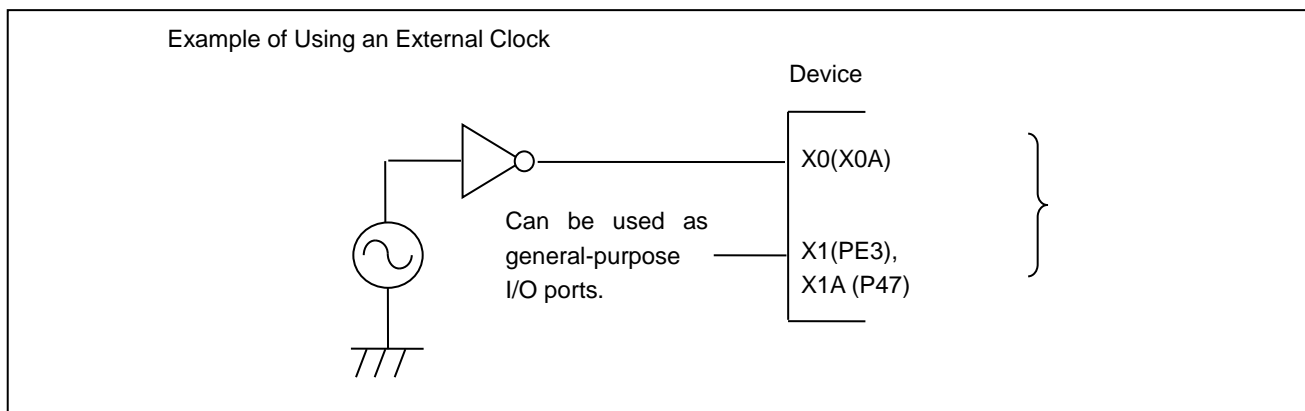 Example of Using an External Clock
Device
X0(X0A)
Can be used as
general-purpose
I/O ports.
X1(PE3),
X1A (P47)